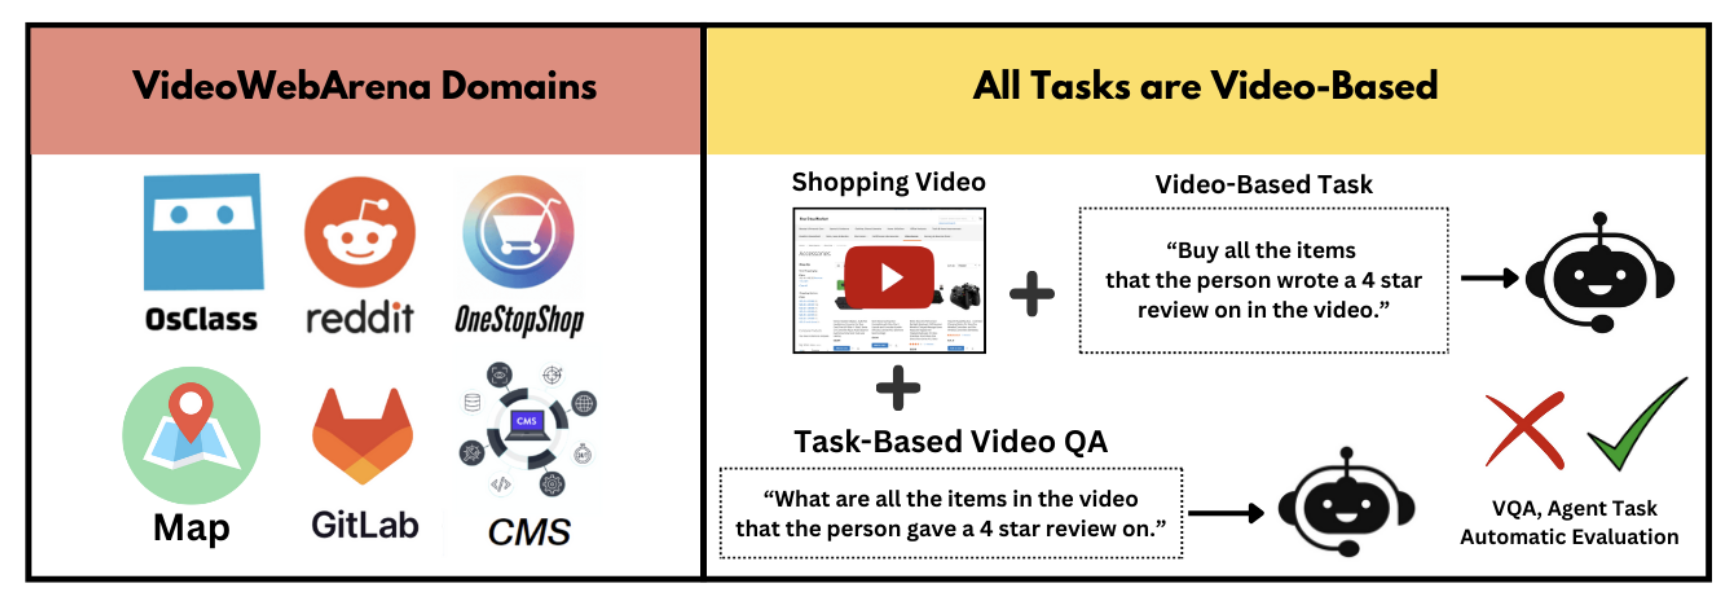 VideoWebArena Domains
OsClass
reddit
OneStopShop
CMS
Map
GitLab
CMS
All Tasks are Video-Based
Shopping Video
Accessories
Video-Based Task
“Buy all the items
that the person wrote a 4 star
review on in the video.”
Task-Based Video QA
“What are all the items in the video
that the person gave a 4 star review on.”
VQA, Agent Task
Automatic Evaluation